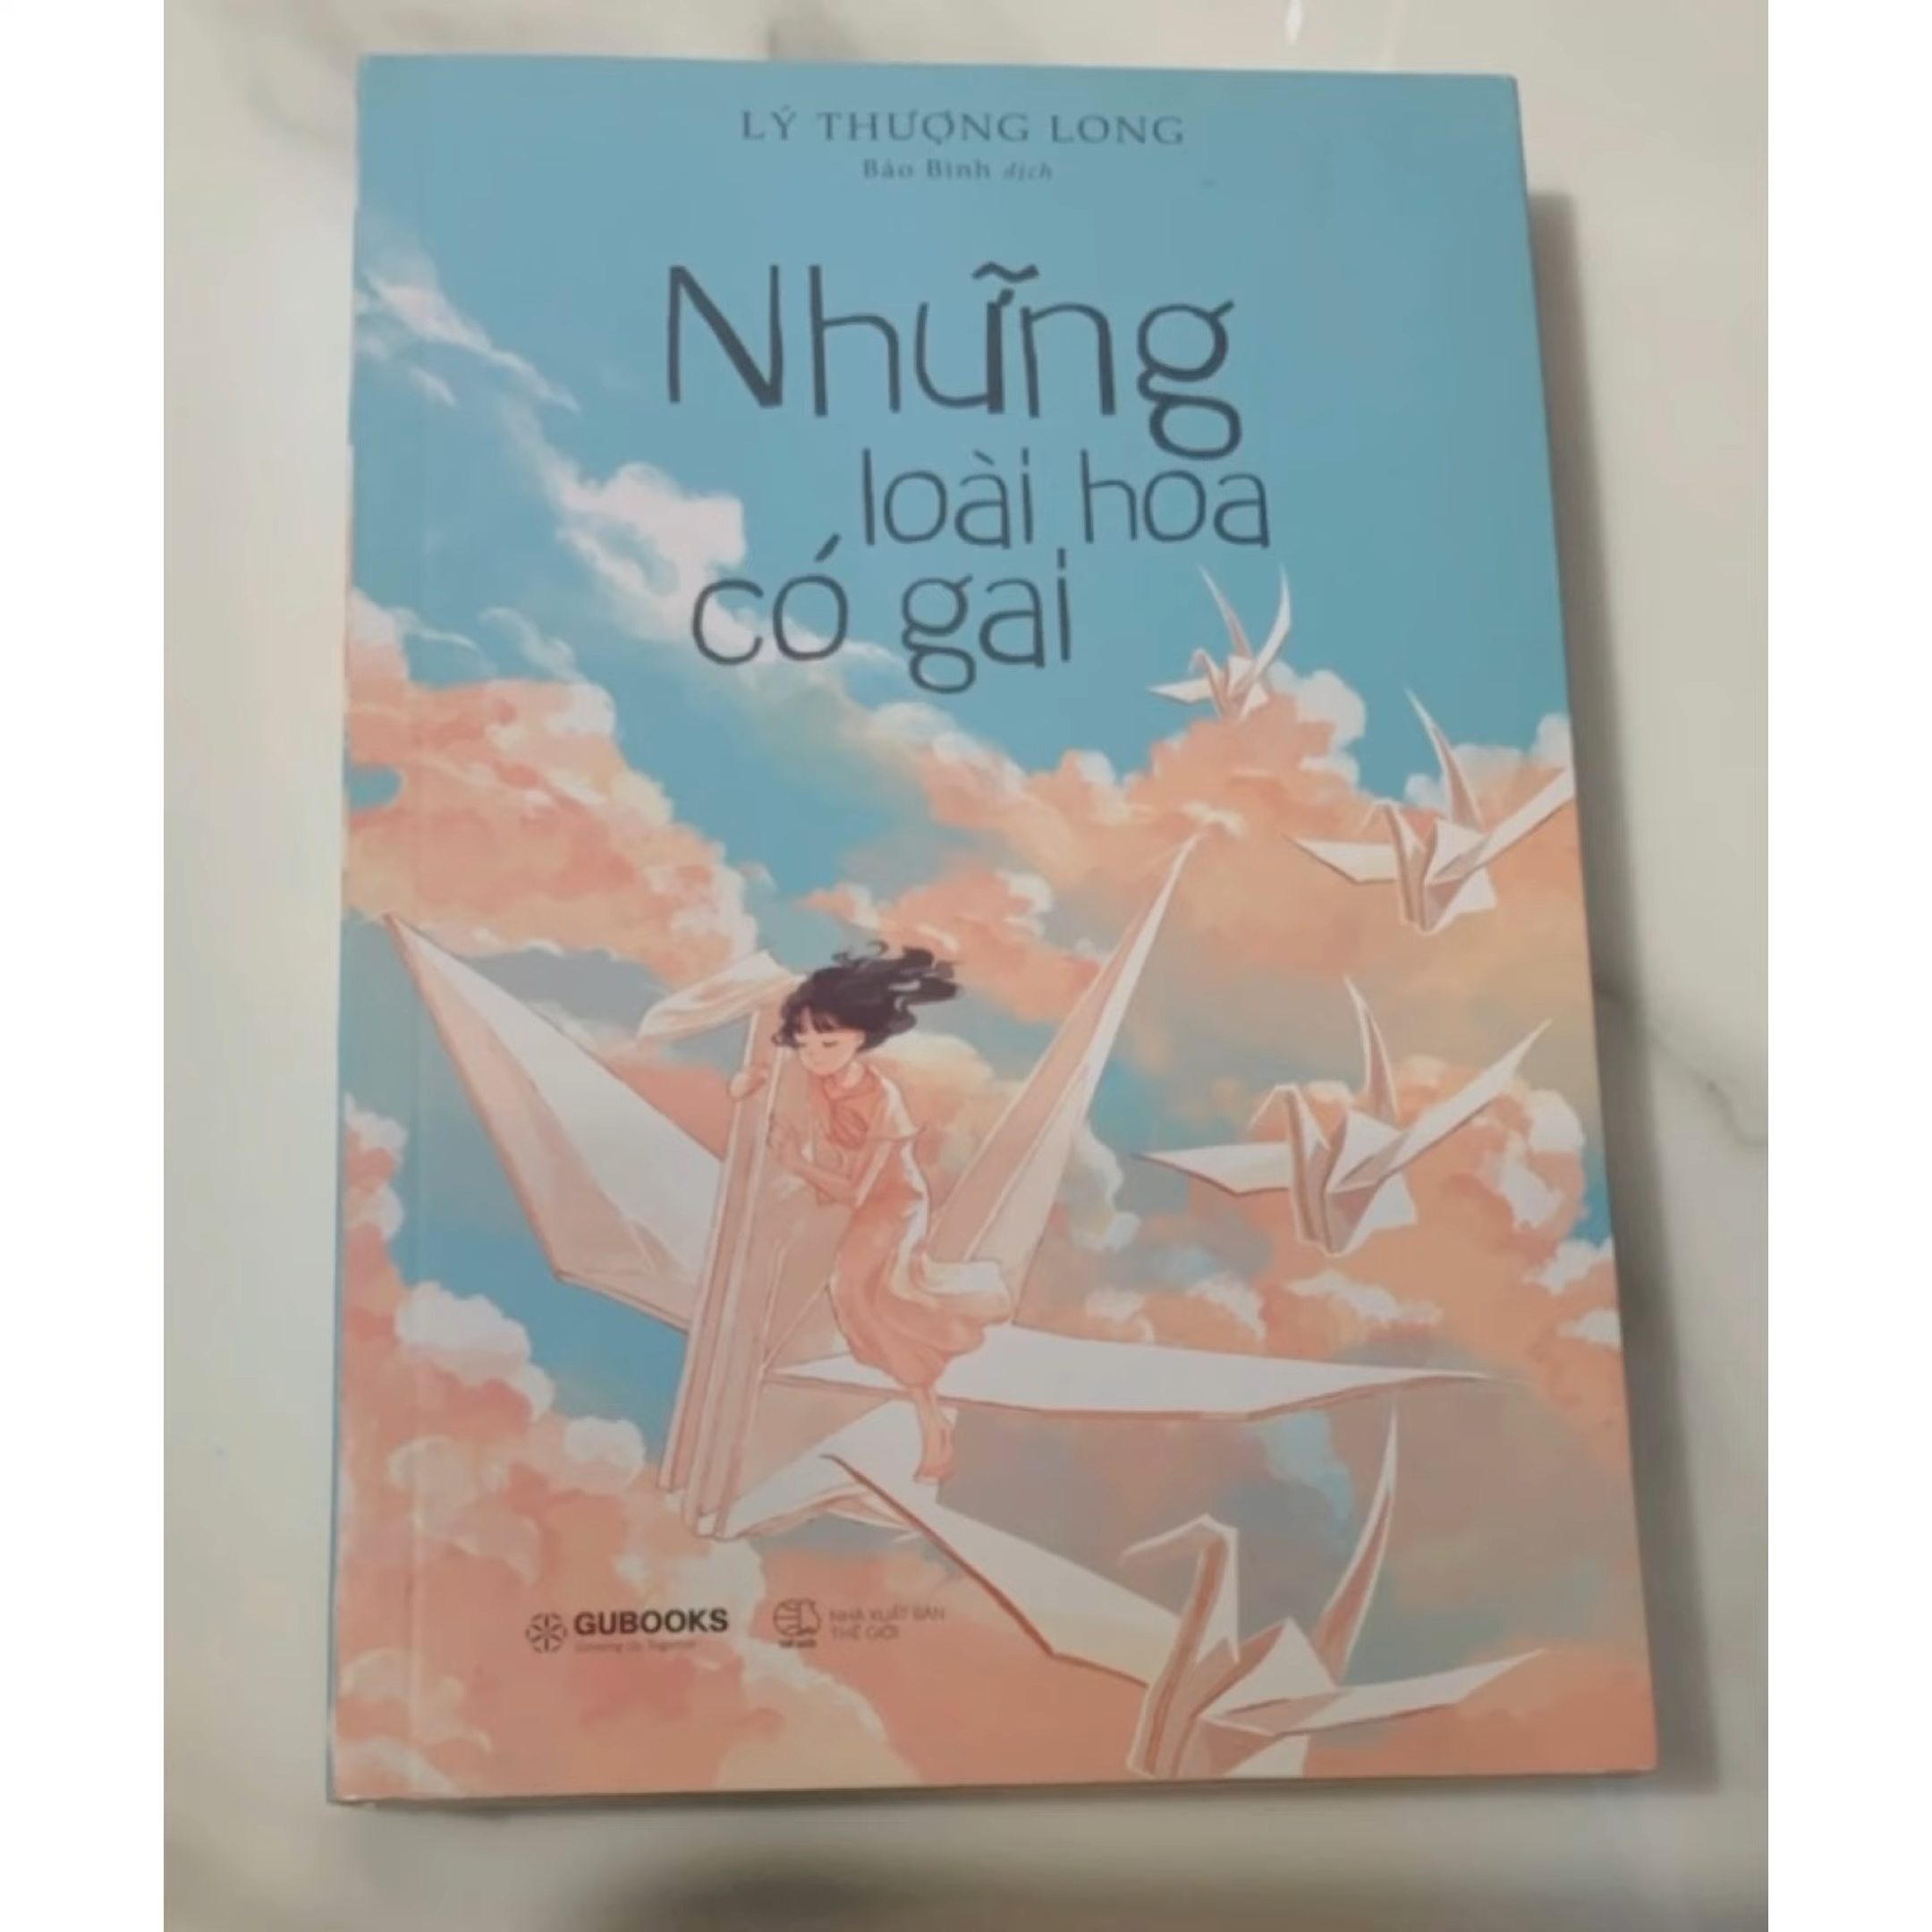 LÝ THƯỢNG LONG
Bảo Bình dịch
Những
loài hoa
có gai
GUBOOKS
NHÀ XUẤT BẢN
THẾ GIỚI